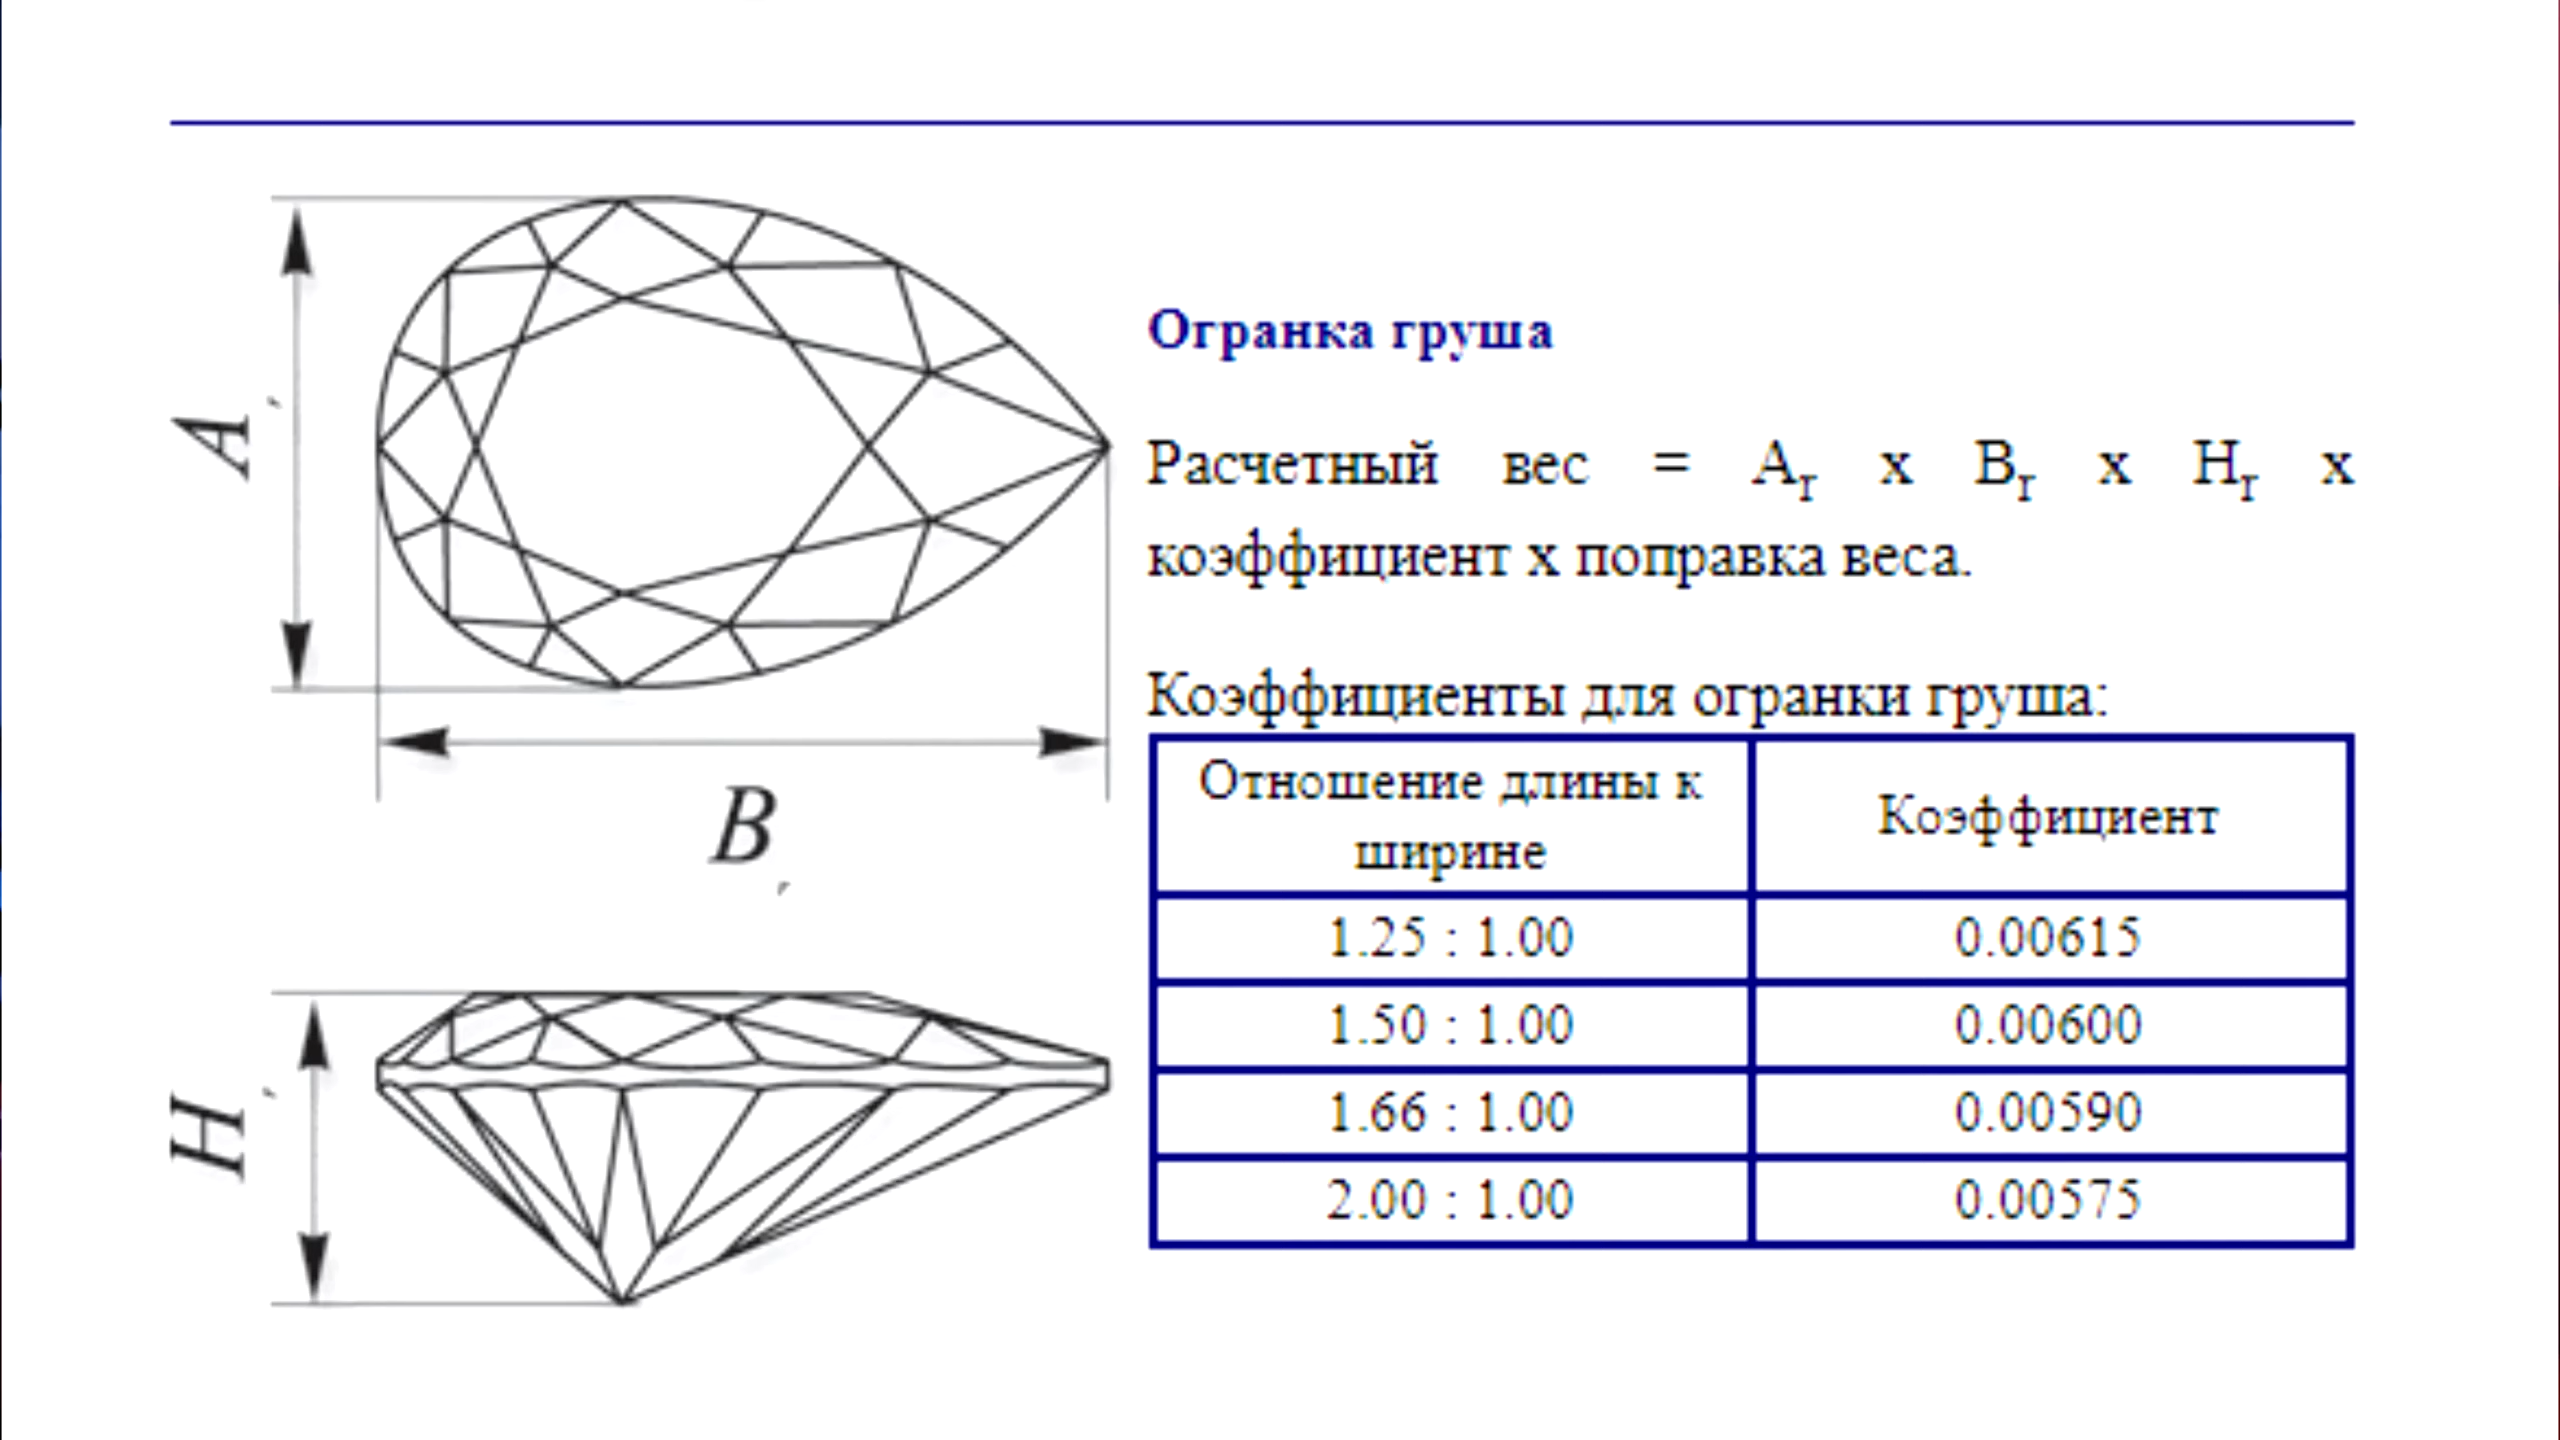 A
B
H
Огранка груша
Расчетный вес = Aг x Bг x Hг x
коэффициент x поправка веса.
Коэффициенты для огранки груша:
Отношение длины к
ширине
Коэффициент
1.25 : 1.00 0.00615
1.50 : 1.00 0.00600
1.66 : 1.00 0.00590
2.00 : 1.00 0.00575